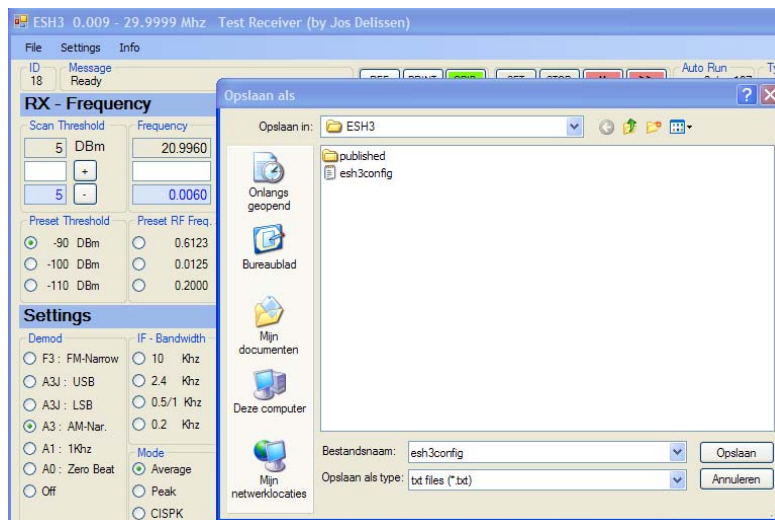 ESH3 0.009 - 29.9999 Mhz Test Receiver (by Jos Delissen)
File Settings Info
ID Message Auto Run
18 Ready
REF PRINT GPIB SET STOP
RX - Frequency
Scan Threshold Frequency
5 DBm 20.9960
+
5 - 0.0060
Preset Threshold Preset RF Freq.
-90 DBm 0.6123
-100 DBm 0.0125
-110 DBm 0.2000
Settings
Demod IF - Bandwidth
F3 : FM-Narrow 10 Khz
A3J : USB 2.4 Khz
A3J : LSB 0.5/1 Khz
A3 : AM-Nar. 0.2 Khz
A1 : 1Khz Mode
A0 : Zero Beat Average
Off Peak
CISPK
Opslaan als
Opslaan in: ESH3
published
esh3config
Onlangs geopend
Bureaublad
Mijn documenten
Deze computer
Mijn netwerklocaties
Bestandsnaam: esh3config Opslaan
Opslaan als type: txt files (*.txt) Annuleren